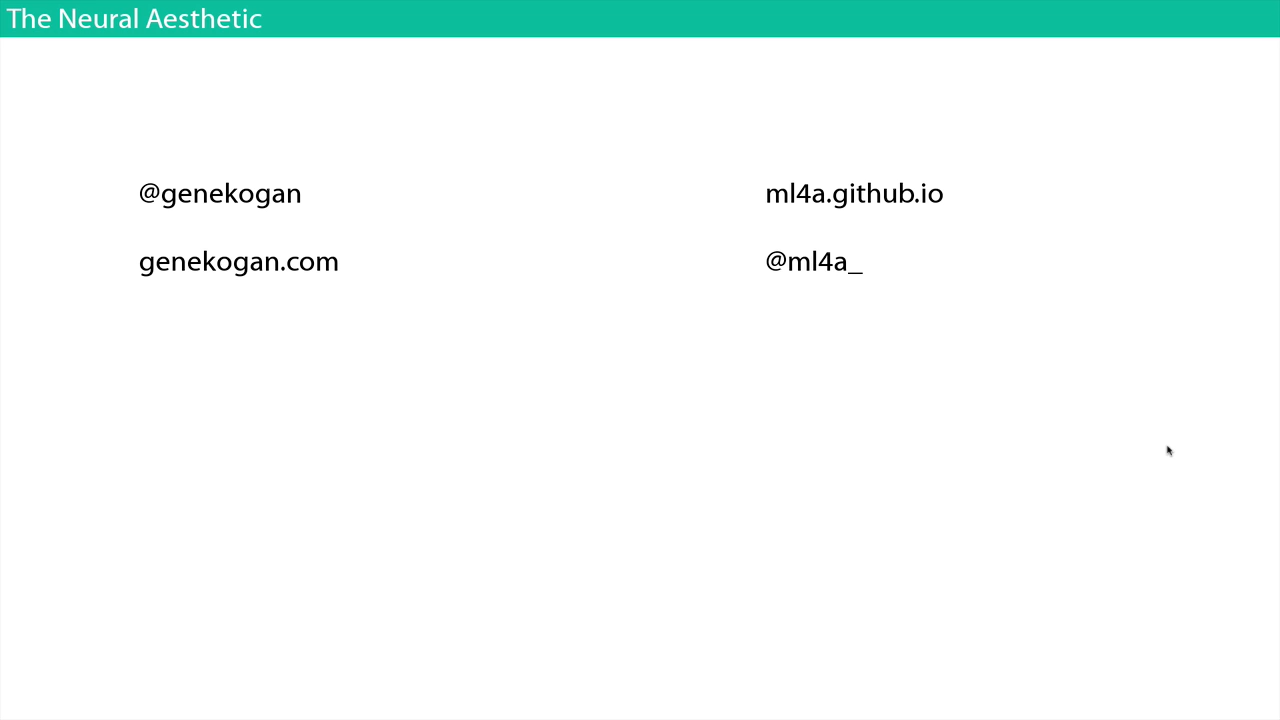 The Neural Aesthetic
@genekogan
genekogan.com
ml4a.github.io
@ml4a_